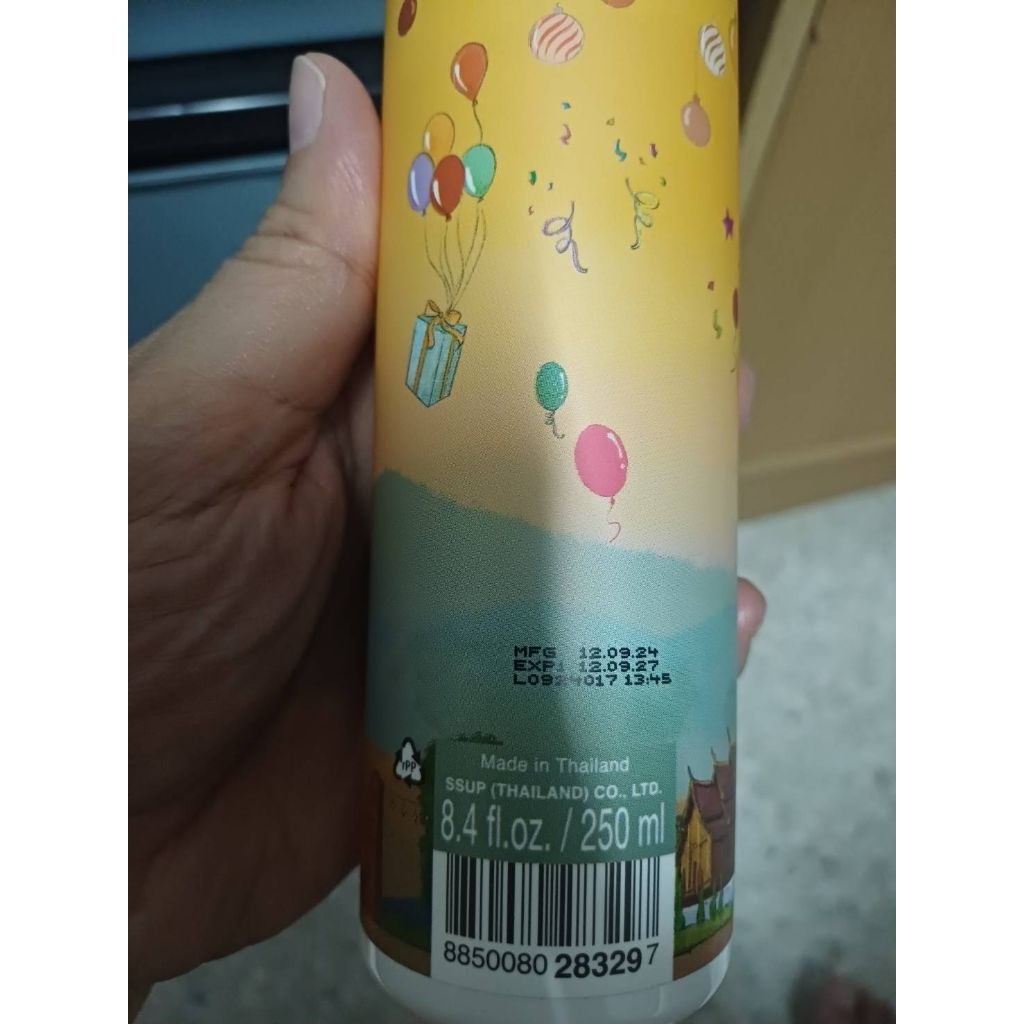 MFG 12.09.24
EXP: 12.09.27
L0924017 13:45
Made in Thailand
SSUP (THAILAND) CO., LTD.
8.4 fl.oz. / 250 ml
8850080 28329 7